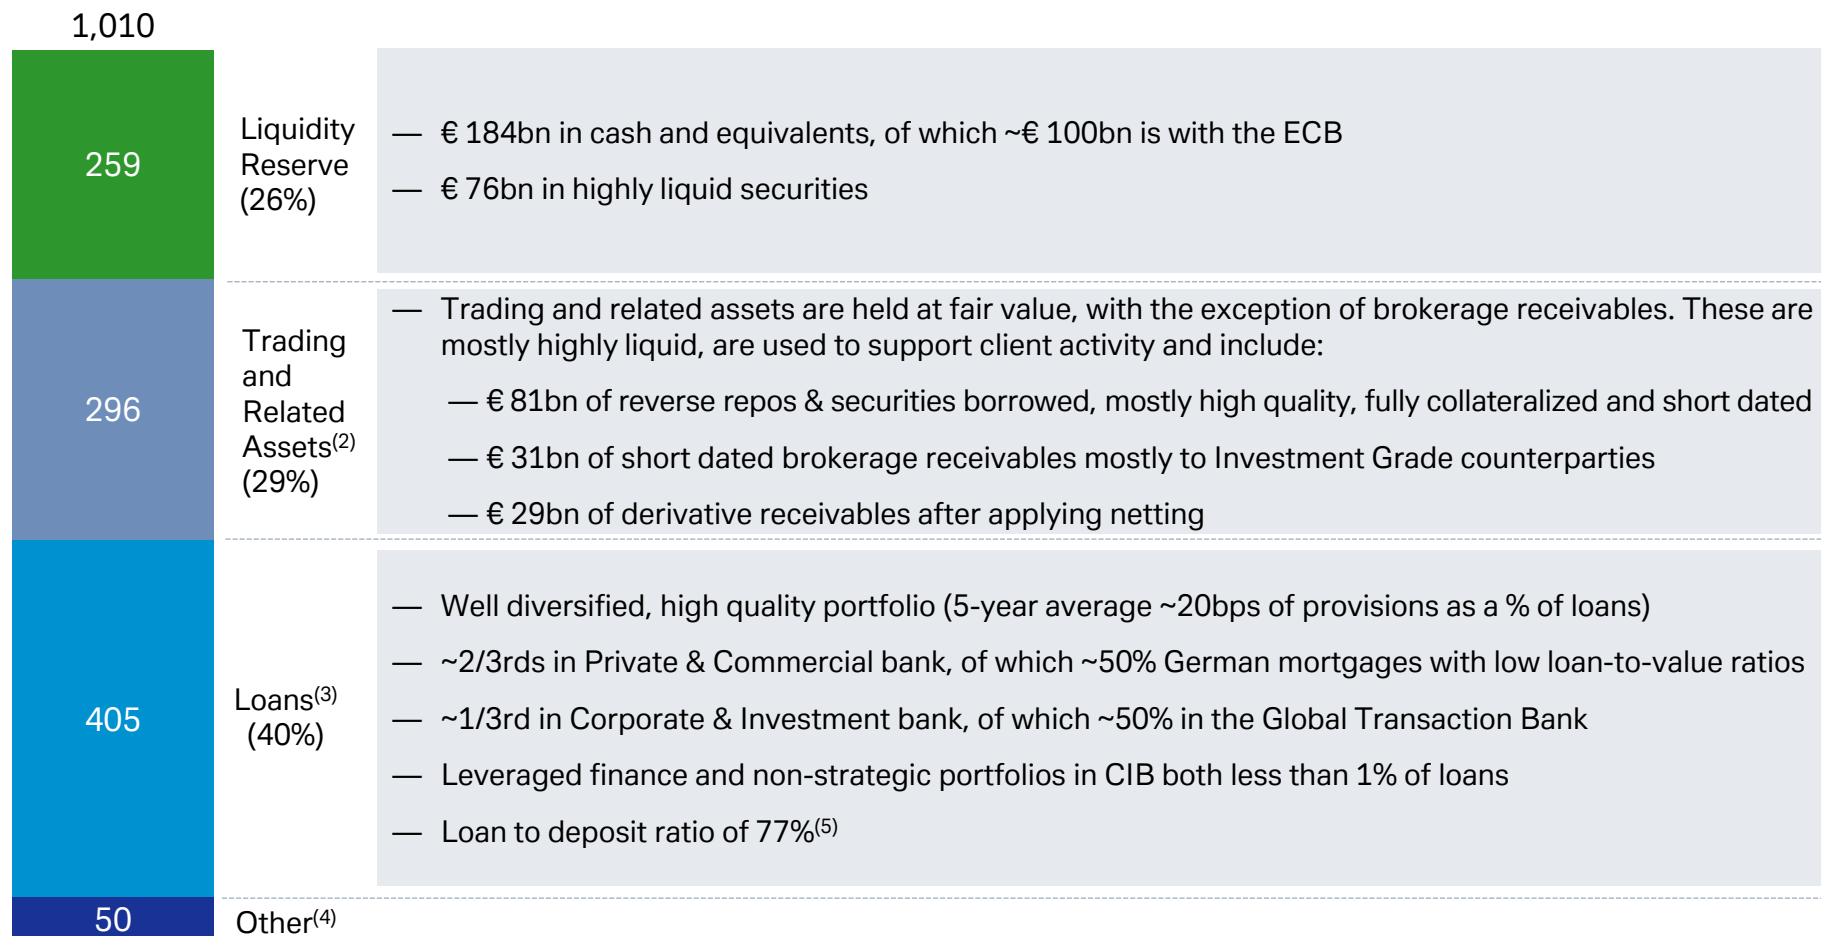 1,010
259
Liquidity
Reserve
(26%)
— € 184bn in cash and equivalents, of which ~€ 100bn is with the ECB
— € 76bn in highly liquid securities
296
Trading
and
Related
Assets(2)
(29%)
— Trading and related assets are held at fair value, with the exception of brokerage receivables. These are
mostly highly liquid, are used to support client activity and include:
— € 81bn of reverse repos & securities borrowed, mostly high quality, fully collateralized and short dated
— € 31bn of short dated brokerage receivables mostly to Investment Grade counterparties
— € 29bn of derivative receivables after applying netting
405
Loans(3)
(40%)
— Well diversified, high quality portfolio (5-year average ~20bps of provisions as a % of loans)
— ~2/3rds in Private & Commercial bank, of which ~50% German mortgages with low loan-to-value ratios
— ~1/3rd in Corporate & Investment bank, of which ~50% in the Global Transaction Bank
— Leveraged finance and non-strategic portfolios in CIB both less than 1% of loans
— Loan to deposit ratio of 77%(5)
50
Other(4)